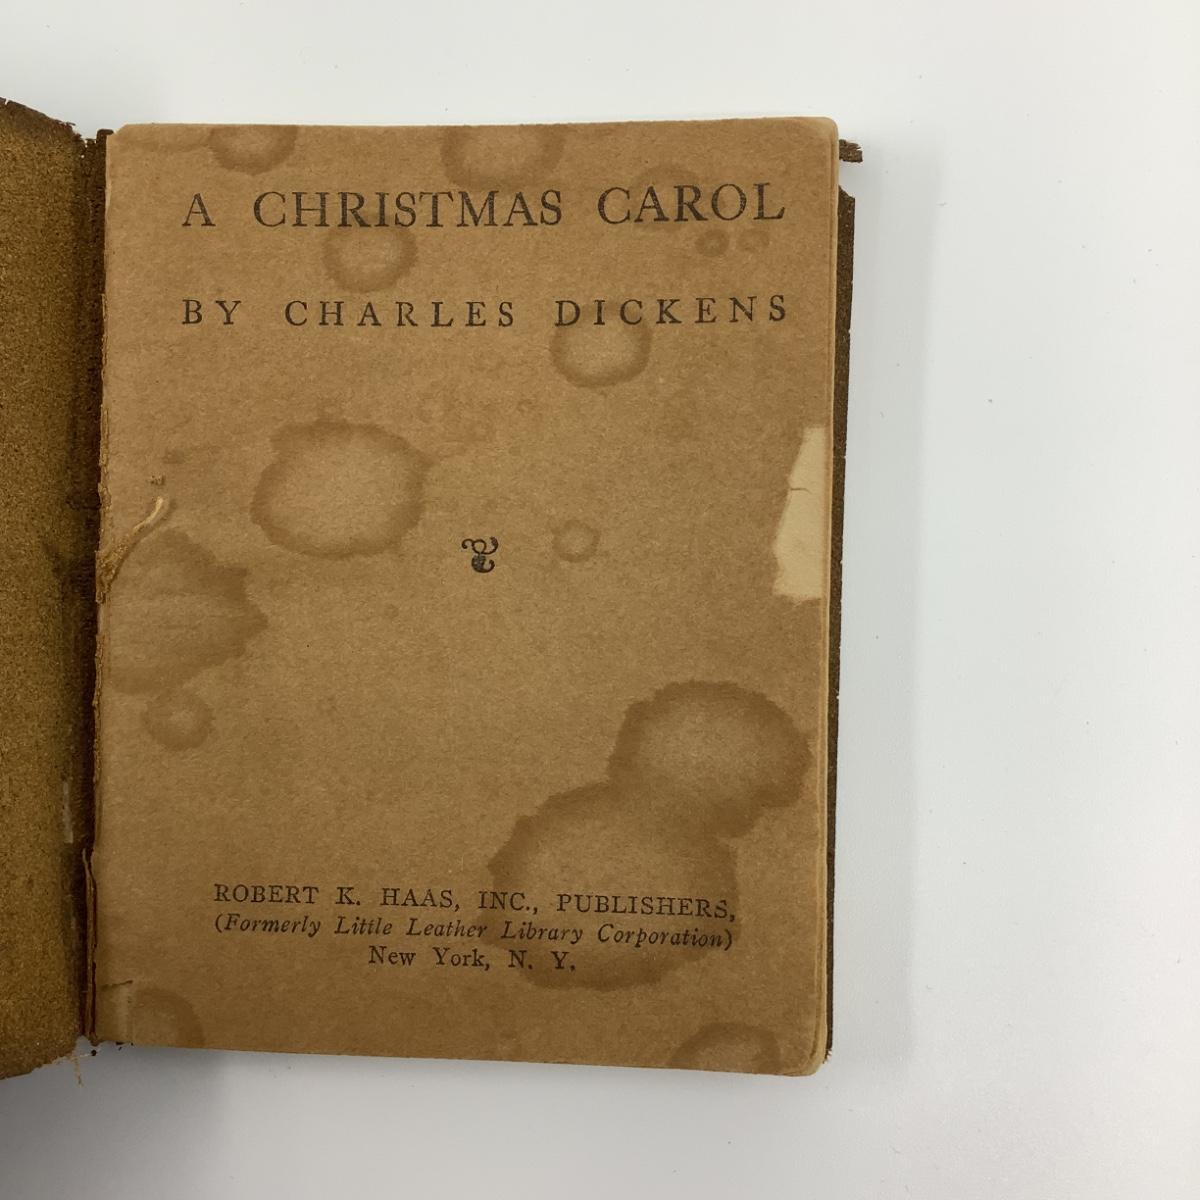 A CHRISTMAS CAROL
BY CHARLES DICKENS
ROBERT K. HAAS, INC., PUBLISHERS,
(Formerly Little Leather Library Corporation)
New York, N. Y.